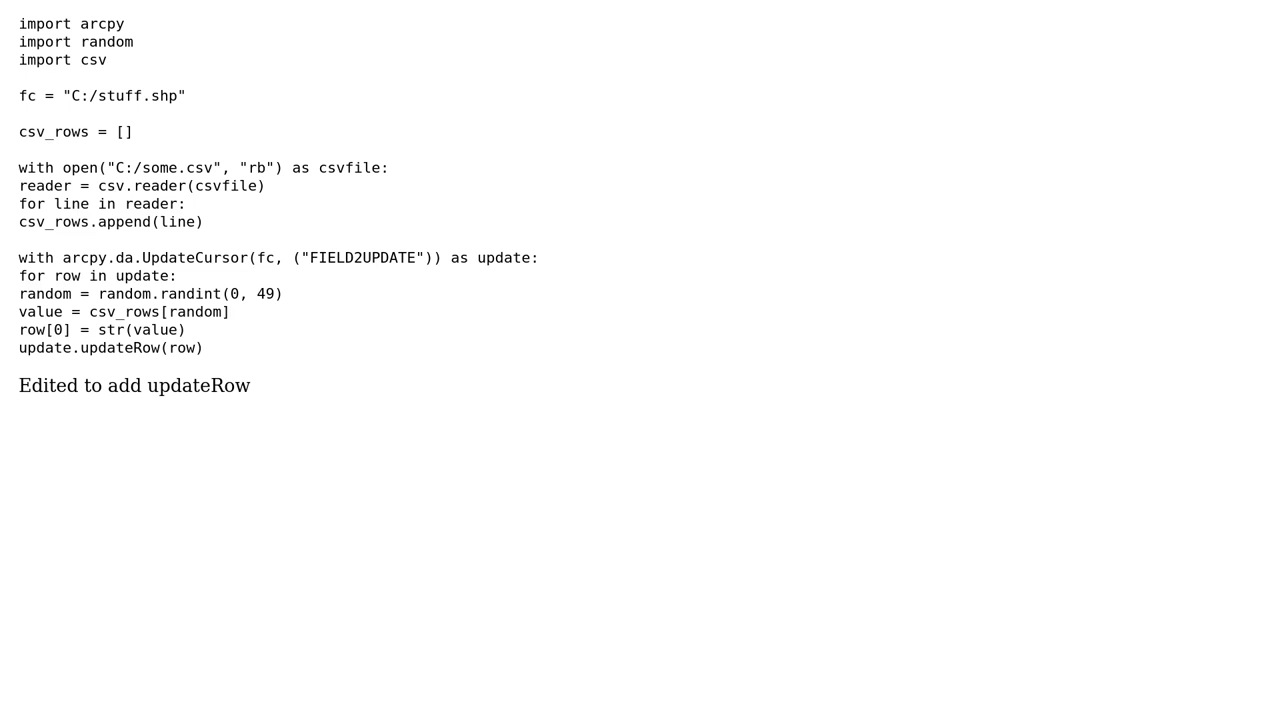 import arcpy
import random
import csv

fc = "C:/stuff.shp"

csv_rows = []

with open("C:/some.csv", "rb") as csvfile:
reader = csv.reader(csvfile)
for line in reader:
csv_rows.append(line)

with arcpy.da.UpdateCursor(fc, ("FIELD2UPDATE")) as update:
for row in update:
random = random.randint(0, 49)
value = csv_rows[random]
row[0] = str(value)
update.updateRow(row)

Edited to add updateRow